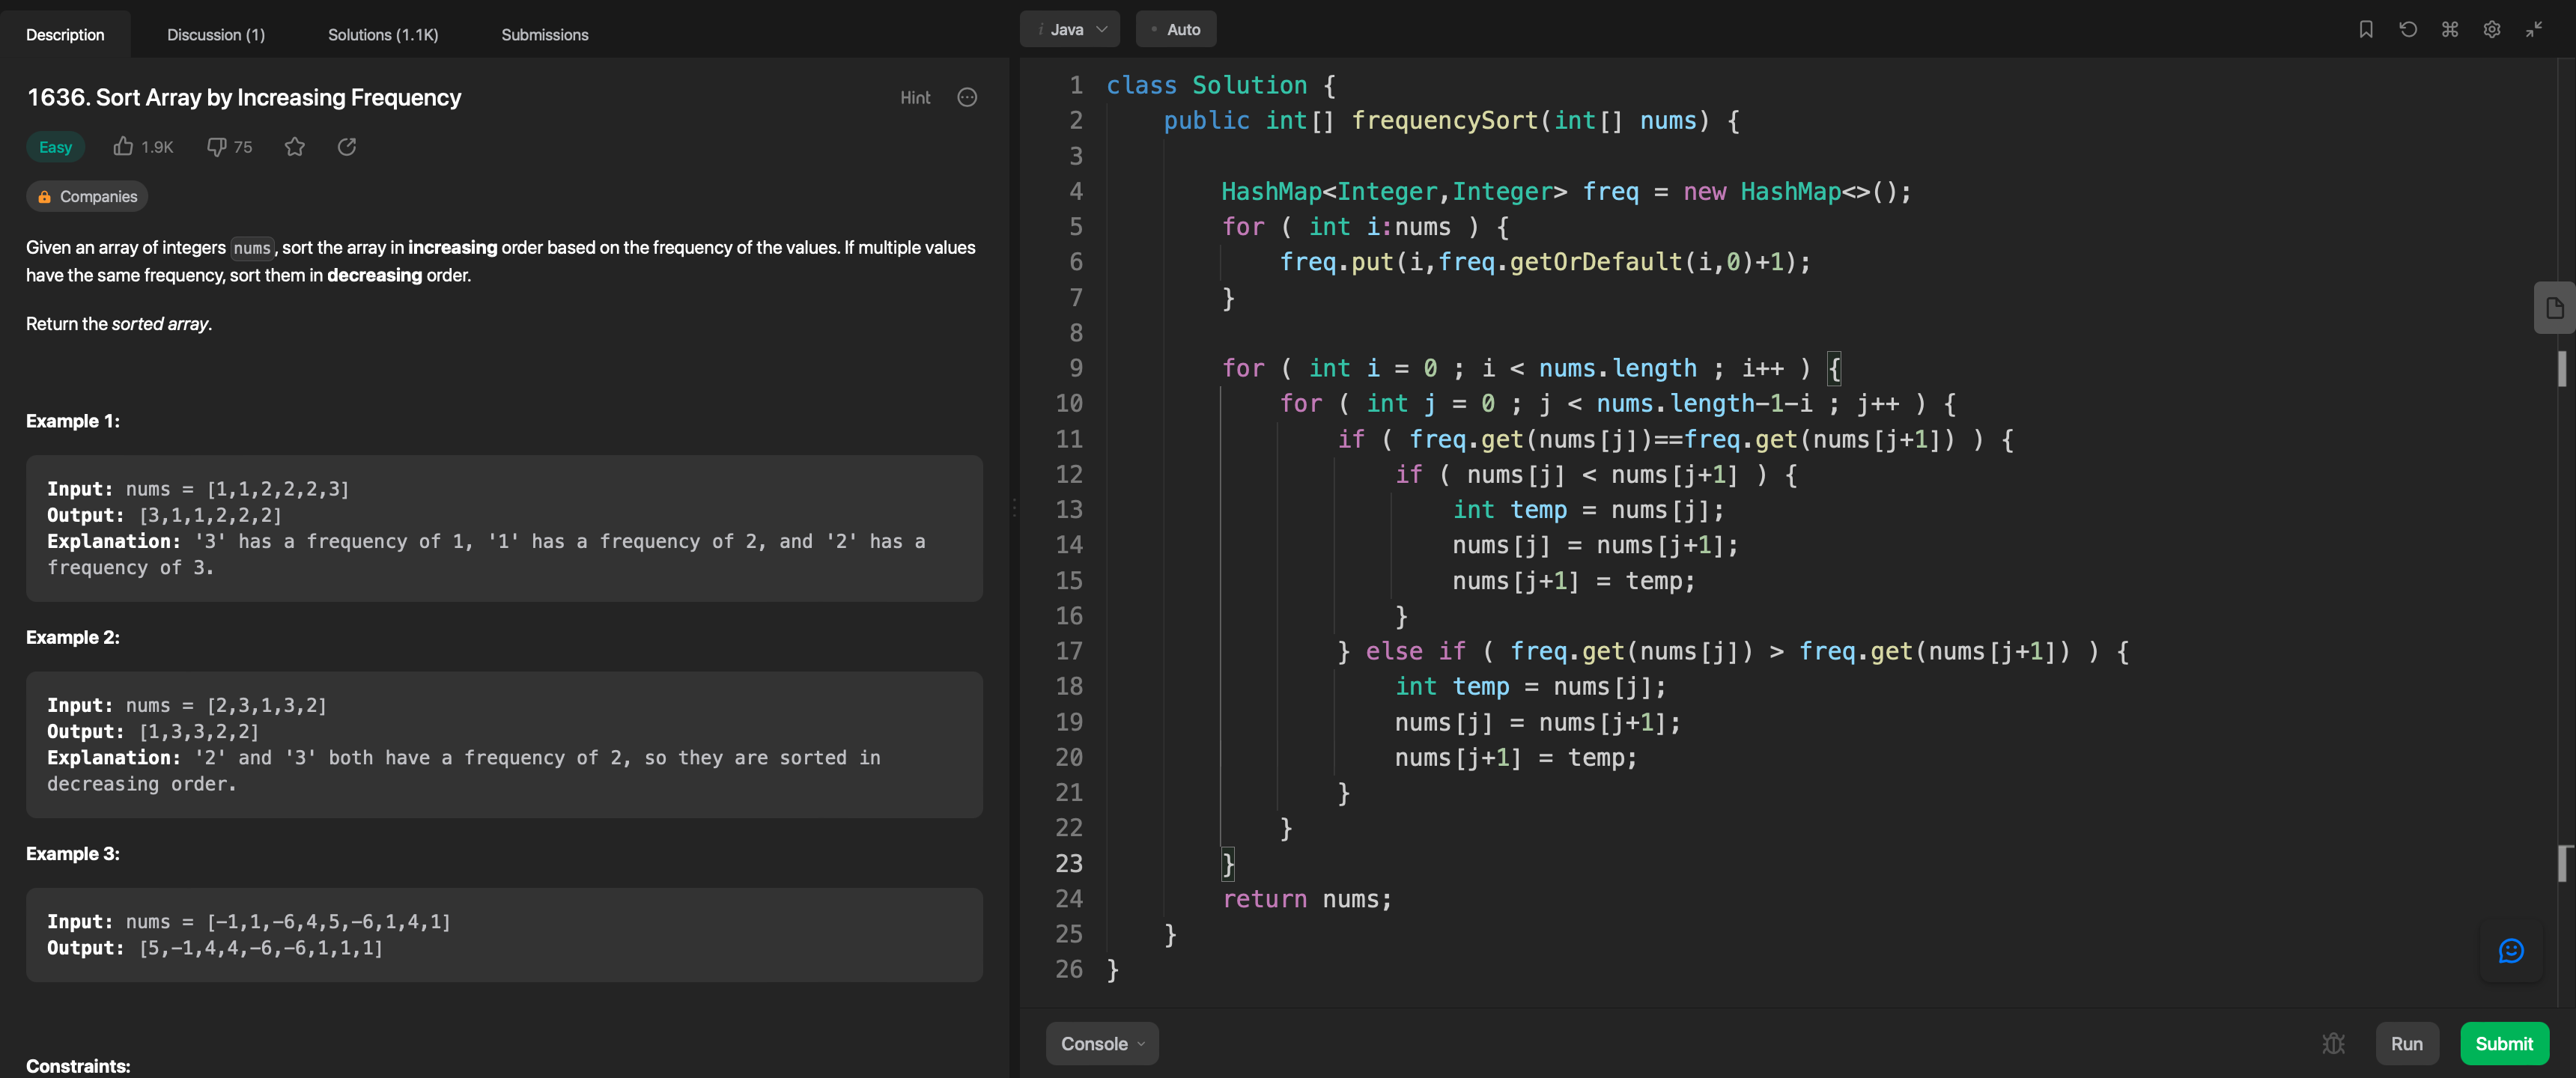 Description
Discussion (1)
Solutions (1.1K)
Submissions
1636. Sort Array by Increasing Frequency
Hint
Easy
1.9K
75
Companies
Given an array of integers nums, sort the array in increasing order based on the frequency of the values. If multiple values
have the same frequency, sort them in decreasing order.
Return the sorted array.
Example 1:
Input: nums = [1,1,2,2,2,3]
Output: [3,1,1,2,2,2]
Explanation: '3' has a frequency of 1, '1' has a frequency of 2, and '2' has a
frequency of 3.
Example 2:
Input: nums = [2,3,1,3,2]
Output: [1,3,3,2,2]
Explanation: '2' and '3' both have a frequency of 2, so they are sorted in
decreasing order.
Example 3:
Input: nums = [-1,1,-6,4,5,-6,1,4,1]
Output: [5,-1,4,4,-6,-6,1,1,1]
Constraints:
i Java
Auto
1 class Solution {
2     public int[] frequencySort(int[] nums) {
3
4         HashMap<Integer,Integer> freq = new HashMap<>();
5         for ( int i:nums ) {
6             freq.put(i,freq.getOrDefault(i,0)+1);
7         }
8
9         for ( int i = 0 ; i < nums.length ; i++ ) {
10             for ( int j = 0 ; j < nums.length-1-i ; j++ ) {
11                 if ( freq.get(nums[j])==freq.get(nums[j+1]) ) {
12                     if ( nums[j] < nums[j+1] ) {
13                         int temp = nums[j];
14                         nums[j] = nums[j+1];
15                         nums[j+1] = temp;
16                     }
17                 } else if ( freq.get(nums[j]) > freq.get(nums[j+1]) ) {
18                     int temp = nums[j];
19                     nums[j] = nums[j+1];
20                     nums[j+1] = temp;
21                 }
22             }
23         }
24         return nums;
25     }
26 }
Console
Run
Submit